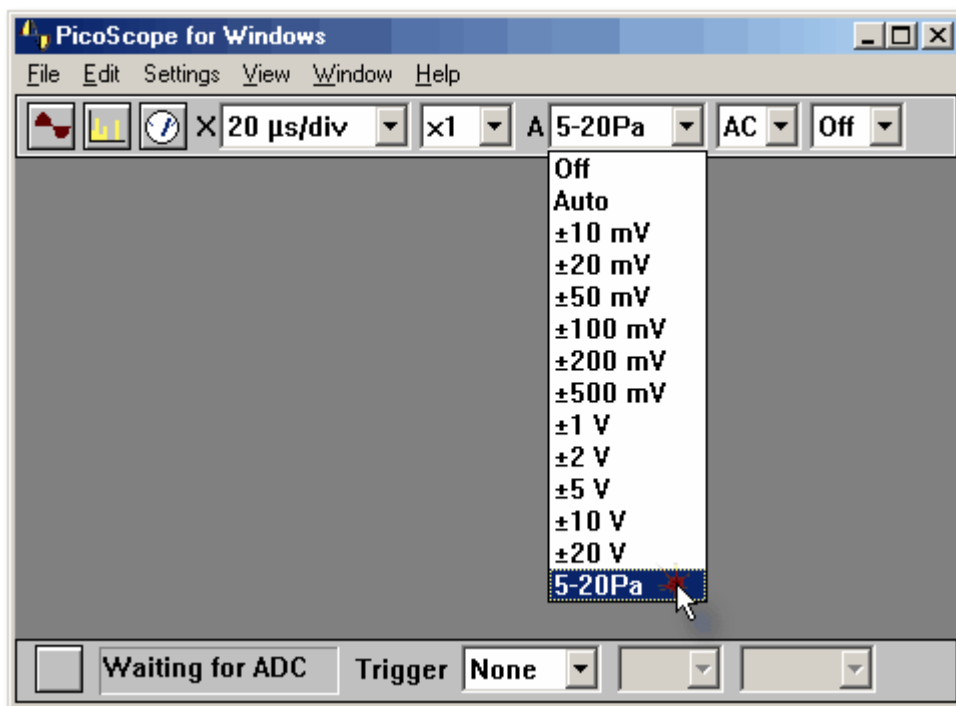 PicoScope for Windows
File Edit Settings View Window Help
X 20 µs/div x1 A 5-20Pa AC Off
Off
Auto
±10 mV
±20 mV
±50 mV
±100 mV
±200 mV
±500 mV
±1 V
±2 V
±5 V
±10 V
±20 V
5-20Pa
Waiting for ADC Trigger None